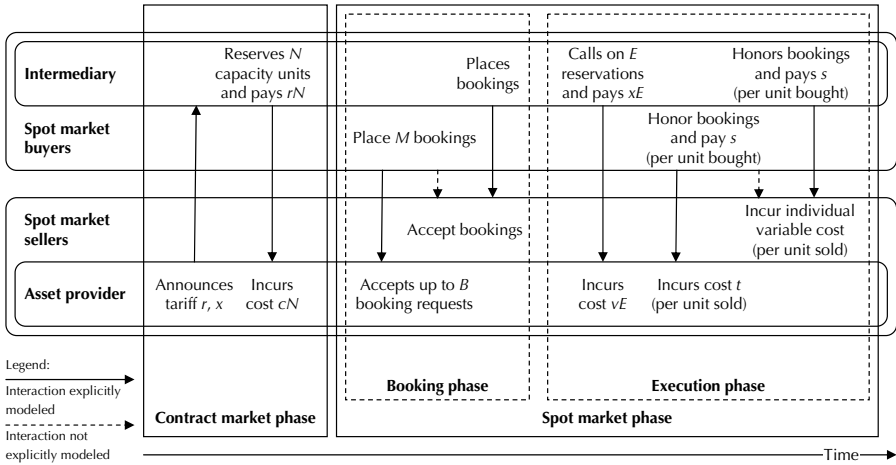 Intermediary
Reserves N
capacity units
and pays rN
Places
bookings
Calls on E
reservations
and pays xE
Honors bookings
and pays s
(per unit bought)
Spot market
buyers
Place M bookings
Honor bookings
and pay s
(per unit bought)
Spot market
sellers
Accept bookings
Incur individual
variable cost
(per unit sold)
Asset provider
Announces
tariff r, x
Incurs
cost cN
Accepts up to B
booking requests
Incurs
cost vE
Incurs cost t
(per unit sold)
Legend:
Interaction explicitly
modeled
Interaction not
explicitly modeled
Booking phase
Execution phase
Contract market phase
Spot market phase
Time